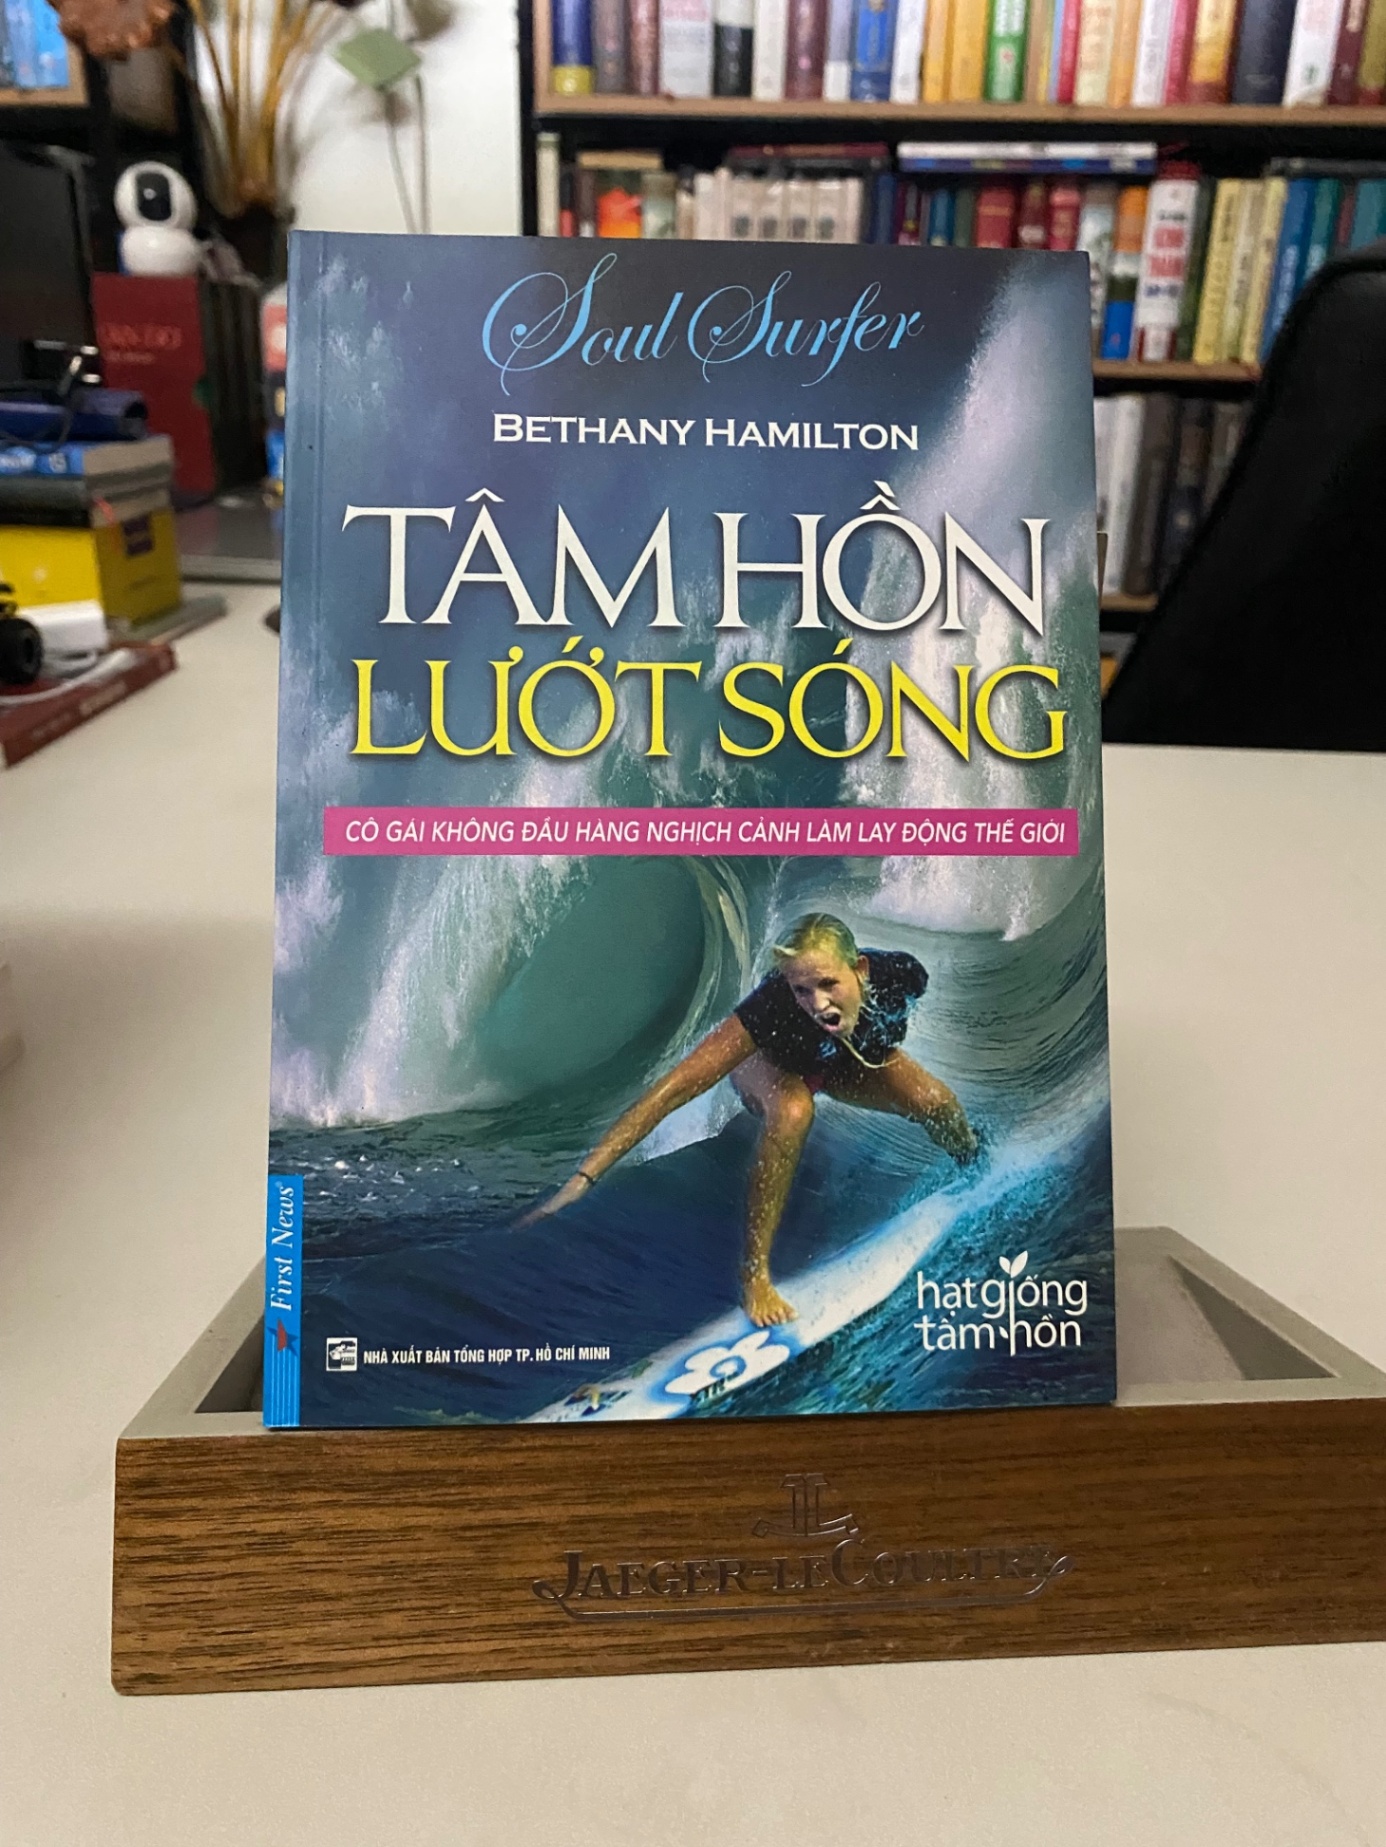 Soul Surfer
BETHANY HAMILTON
TÂM HỒN
LƯỚT SÓNG
CÔ GÁI KHÔNG ĐẦU HÀNG NGHỊCH CẢNH LÀM LAY ĐỘNG THẾ GIỚI
First News
hạt giống
tâm hồn
NHÀ XUẤT BẢN TỔNG HỢP TP. HỒ CHÍ MINH
JAEGER-LECOULTRE